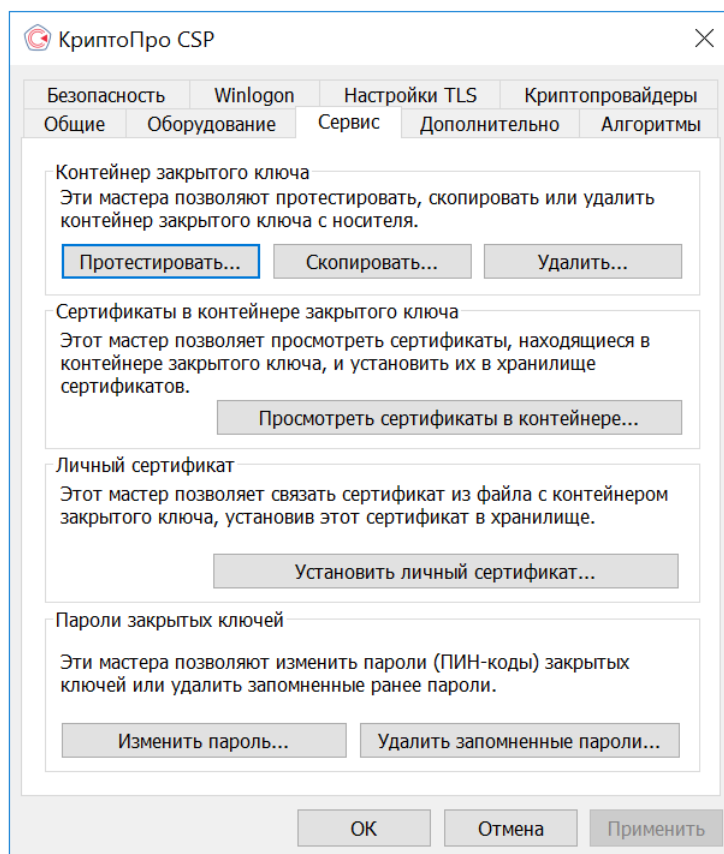 КриптоПро CSP
Безопасность Winlogon Настройки TLS Криптопровайдеры
Общие Оборудование Сервис Дополнительно Алгоритмы
Контейнер закрытого ключа
Эти мастера позволяют протестировать, скопировать или удалить
контейнер закрытого ключа с носителя.
Протестировать... Скопировать... Удалить...
Сертификаты в контейнере закрытого ключа
Этот мастер позволяет просмотреть сертификаты, находящиеся в
контейнере закрытого ключа, и установить их в хранилище
сертификатов.
Просмотреть сертификаты в контейнере...
Личный сертификат
Этот мастер позволяет связать сертификат из файла с контейнером
закрытого ключа, установив этот сертификат в хранилище.
Установить личный сертификат...
Пароли закрытых ключей
Эти мастера позволяют изменить пароли (ПИН-коды) закрытых
ключей или удалить запомненные ранее пароли.
Изменить пароль... Удалить запомненные пароли...
ОК Отмена Применить